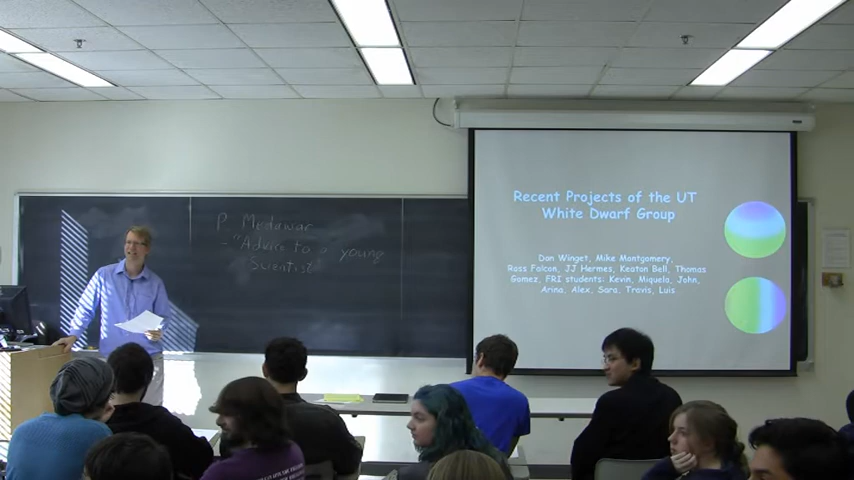 P Medawar
- "Advice to a young
Scientist
Recent Projects of the UT
White Dwarf Group
Don Winget, Mike Montgomery,
Ross Falcon, JJ Hermes, Keaton Bell, Thomas
Gomez, FRI students: Kevin, Miquela, John,
Arina, Alex, Sara, Travis, Luis